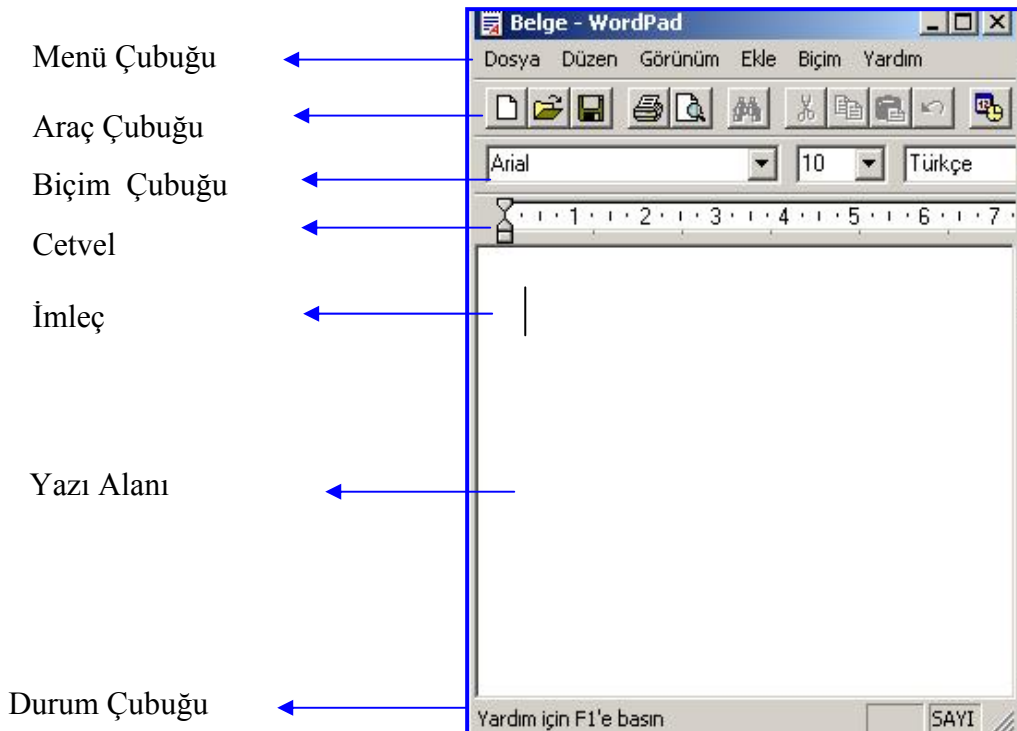 Belge - WordPad
Menü Çubuğu
Dosya Düzen Görünüm Ekle Biçim Yardım
Araç Çubuğu
Biçim Çubuğu
Arial 10 Türkçe
Cetvel
1 2 3 4 5 6 7
İmleç
Yazı Alanı
Durum Çubuğu
Yardım için F1'e basın SAYI